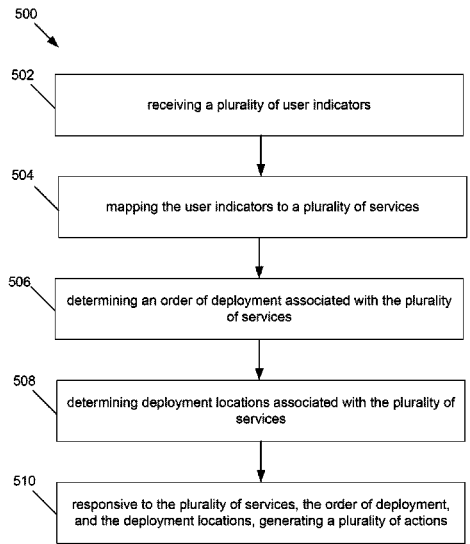 500
502
receiving a plurality of user indicators
504
mapping the user indicators to a plurality of services
506
determining an order of deployment associated with the plurality
of services
508
determining deployment locations associated with the plurality of
services
510
responsive to the plurality of services, the order of deployment,
and the deployment locations, generating a plurality of actions